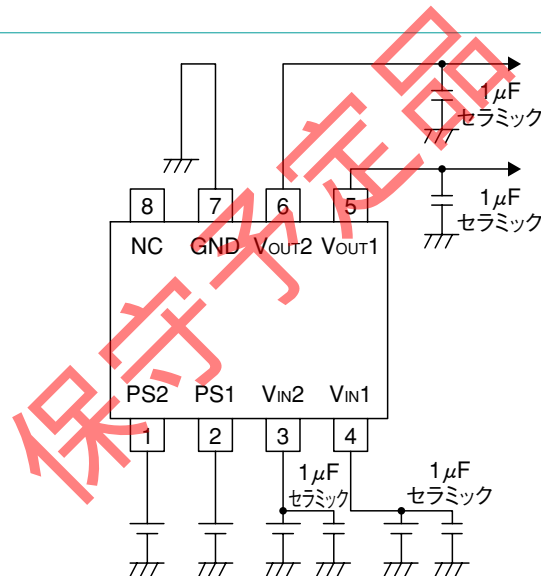 1μF
セラミック
1μF
セラミック
8 7 6 5
NC GND VOUT2 VOUT1
PS2 PS1 VIN2 VIN1
1 2 3 4
1μF
セラミック
1μF
セラミック
保守予定品